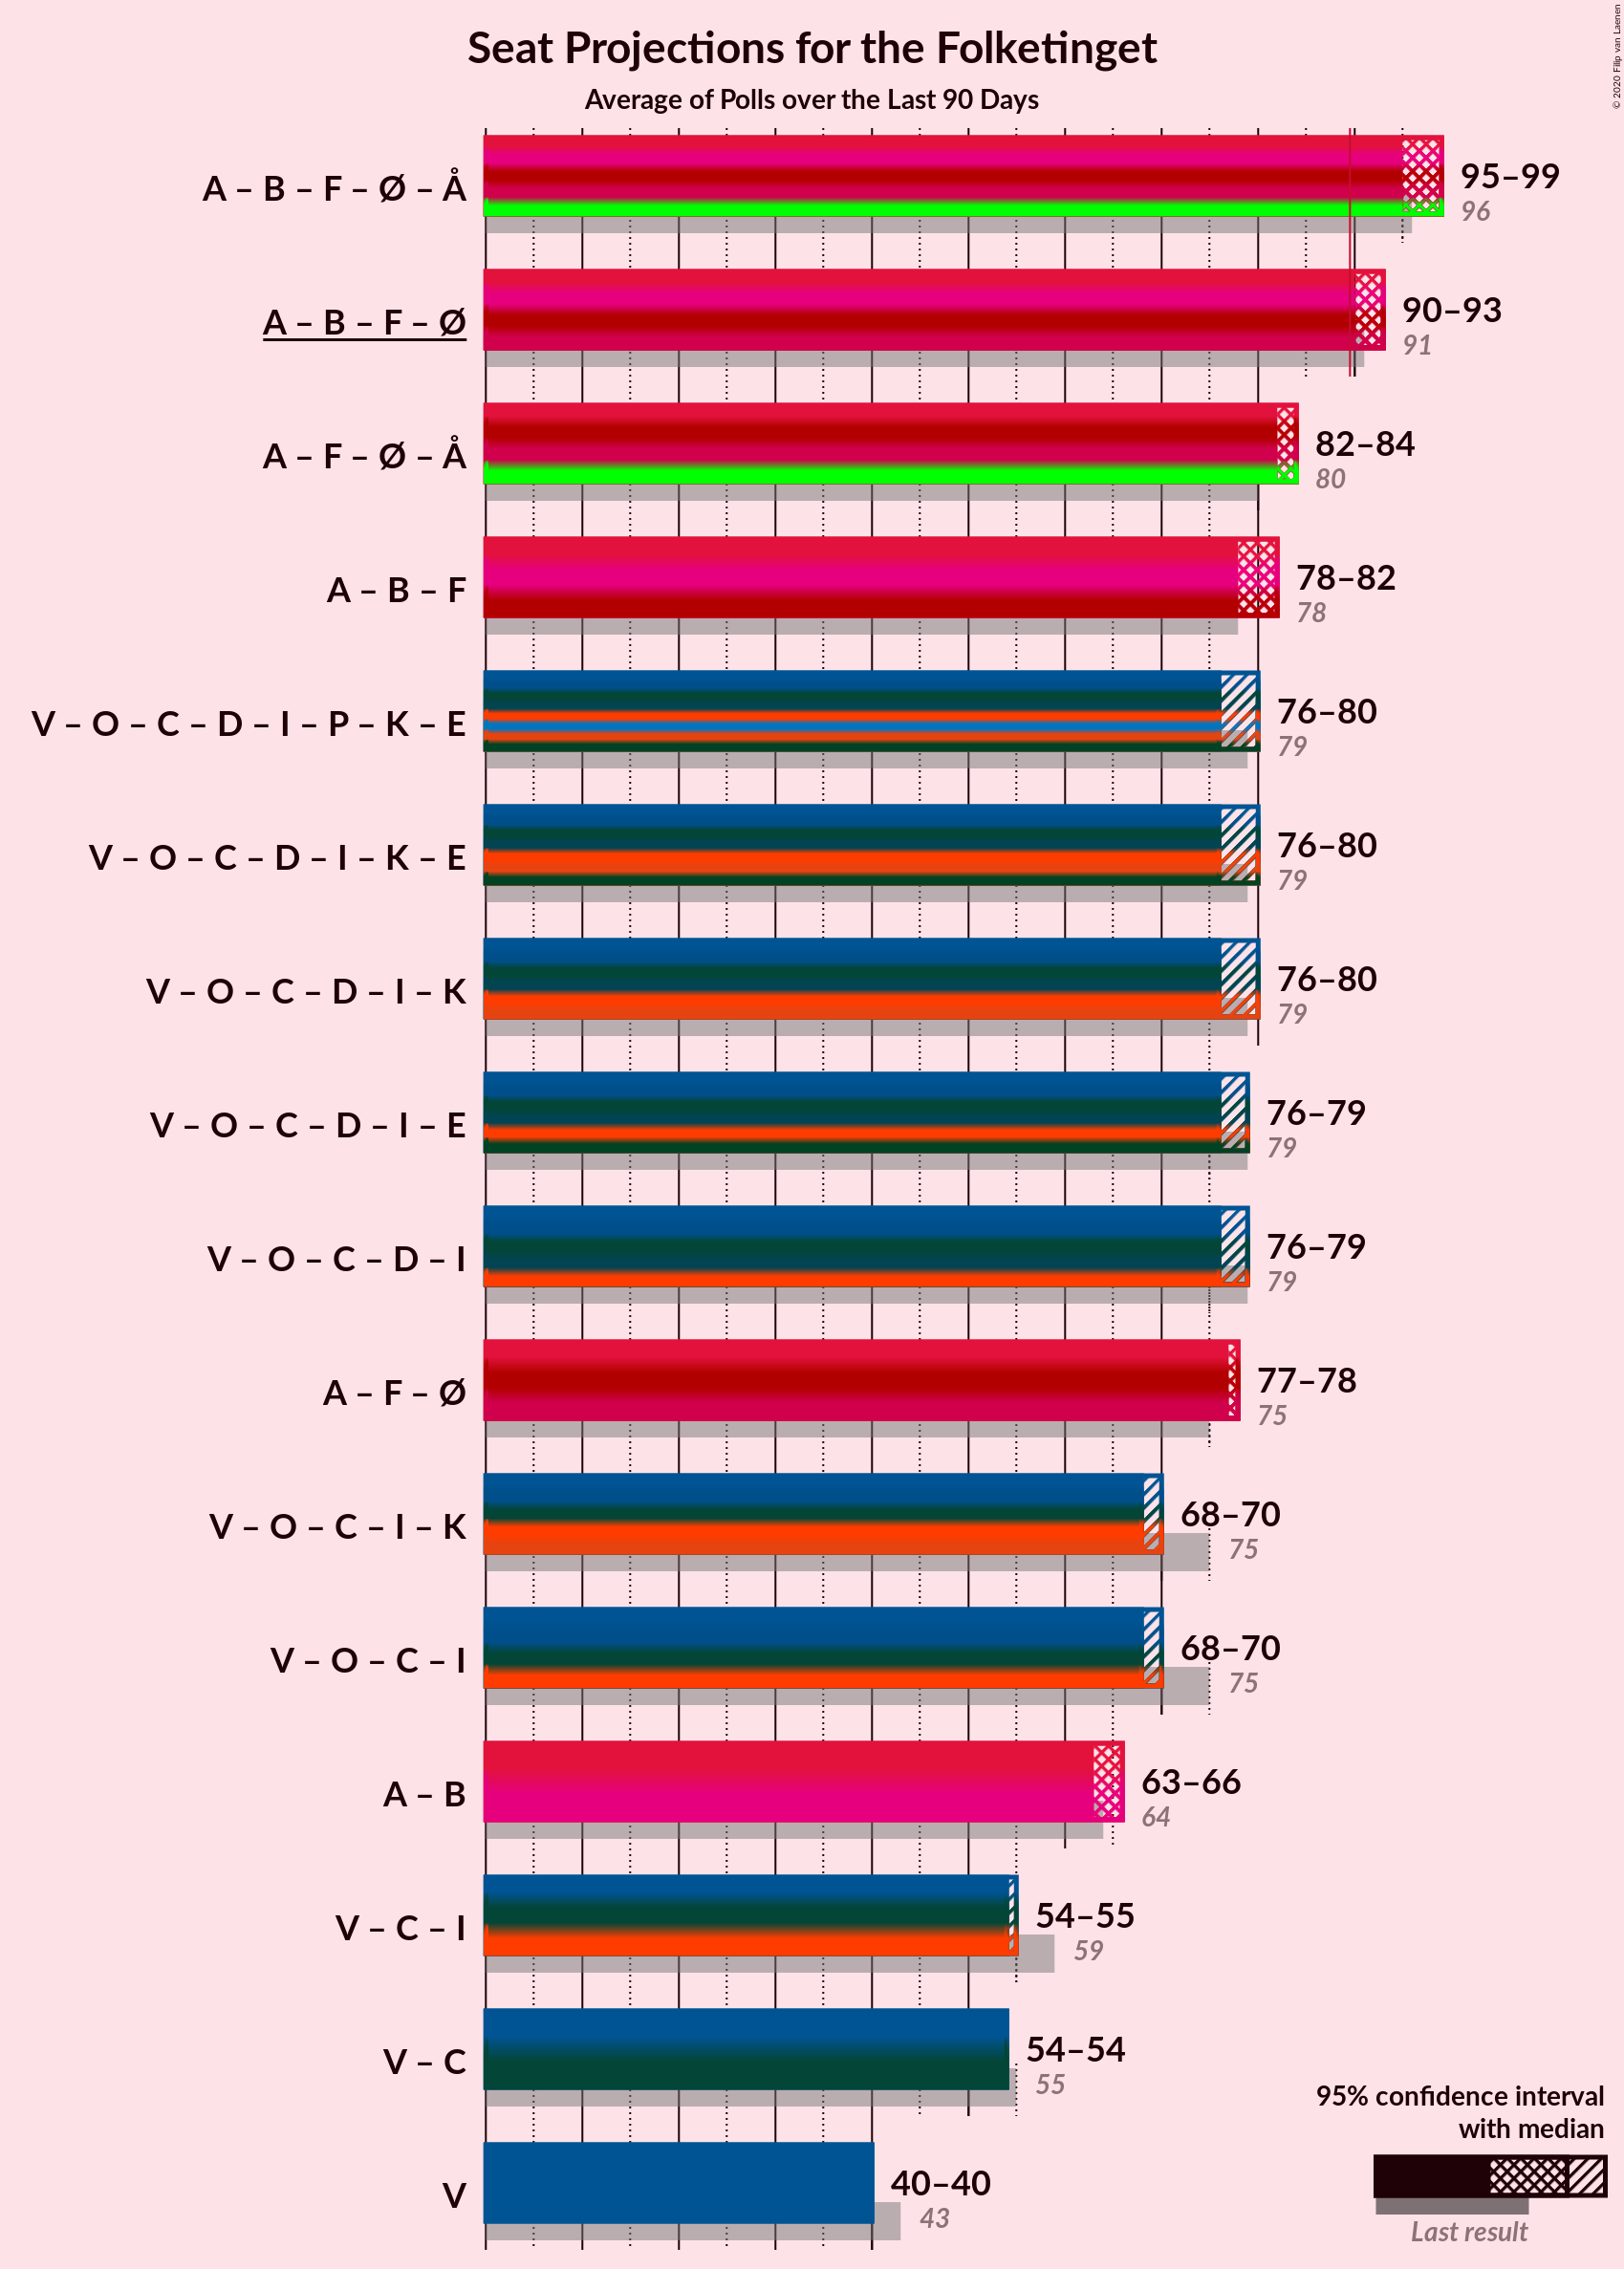 Seat Projections for the Folketinget
Average of Polls over the Last 90 Days
© 2020 Filip van Laenen
A – B – F – Ø – Å
95–99
96
A – B – F – Ø
90–93
91
A – F – Ø – Å
82–84
80
A – B – F
78–82
78
V – O – C – D – I – P – K – E
76–80
79
V – O – C – D – I – K – E
76–80
79
V – O – C – D – I – K
76–80
79
V – O – C – D – I – E
76–79
79
V – O – C – D – I
76–79
79
A – F – Ø
77–78
75
V – O – C – I – K
68–70
75
V – O – C – I
68–70
75
A – B
63–66
64
V – C – I
54–55
59
V – C
54–54
55
V
40–40
43
95% confidence interval
with median
Last result